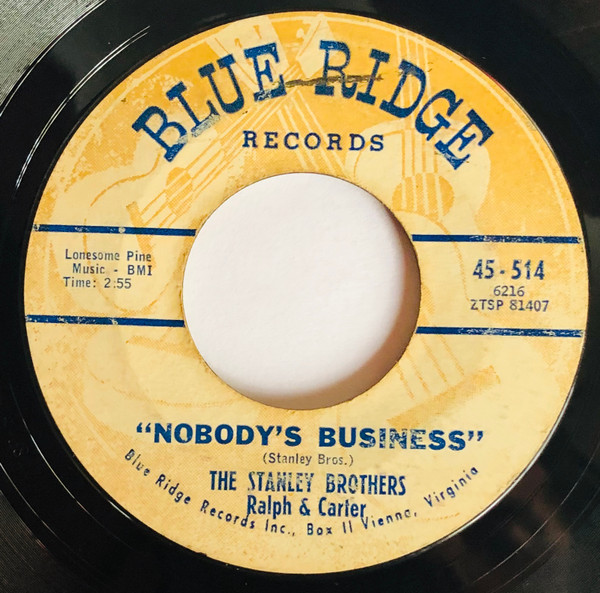 BLUE RIDGE
RECORDS
Lonesome Pine
Music - BMI
Time: 2:55
45-514
6216
ZTSP 81407
"NOBODY'S BUSINESS"
(Stanley Bros.)
THE STANLEY BROTHERS
Ralph & Carter
Blue Ridge Records Inc., Box 11 Vienna, Virginia